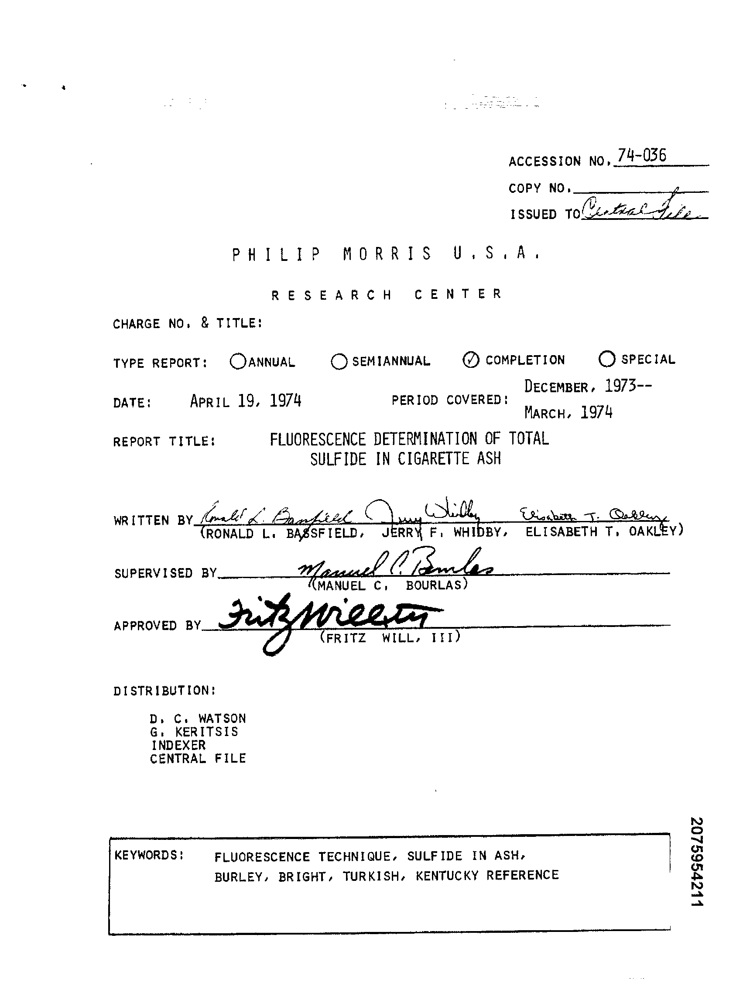 ACCESSION NO. 74-036
COPY NO.
ISSUED TO Central File
PHILIP MORRIS U.S.A.
RESEARCH CENTER
CHARGE NO. & TITLE:
TYPE REPORT: ANNUAL SEMIANNUAL COMPLETION SPECIAL
DATE: APRIL 19, 1974 PERIOD COVERED: DECEMBER, 1973--
MARCH, 1974
REPORT TITLE: FLUORESCENCE DETERMINATION OF TOTAL
SULFIDE IN CIGARETTE ASH
WRITTEN BY Ronald L. Bassfield Jerry Whidby Elisabeth T. Oakley
(RONALD L. BASSFIELD, JERRY F. WHIDBY, ELISABETH T. OAKLEY)
SUPERVISED BY Manuel C. Bourlas
(MANUEL C. BOURLAS)
APPROVED BY Fritz Will III
(FRITZ WILL, III)
DISTRIBUTION:
D. C. WATSON
G. KERITSIS
INDEXER
CENTRAL FILE
KEYWORDS: FLUORESCENCE TECHNIQUE, SULFIDE IN ASH,
BURLEY, BRIGHT, TURKISH, KENTUCKY REFERENCE
2075954211